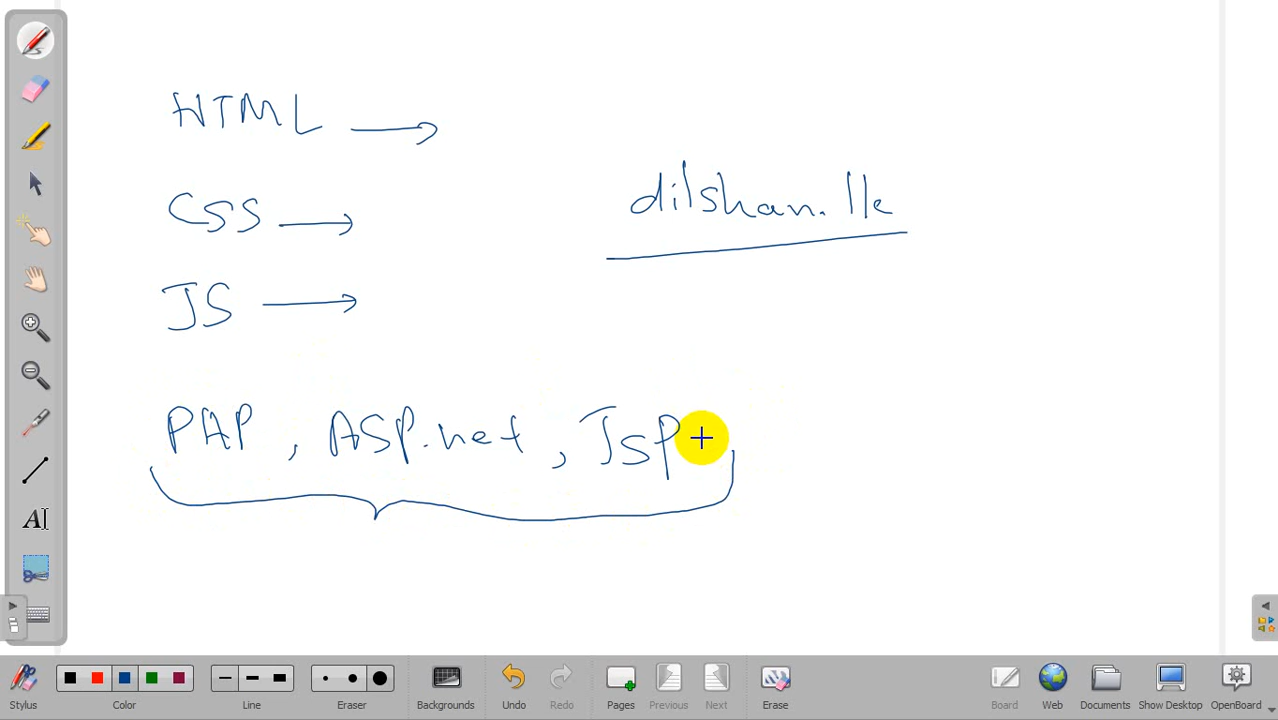 HTML →
CSS →
dilshan.lk
JS →
PAP , ASP.net , JSP
Color
Line
Eraser
Backgrounds
Undo
Redo
Pages
Previous
Next
Erase
Stylus
Board
Web
Documents
Show Desktop
OpenBoard